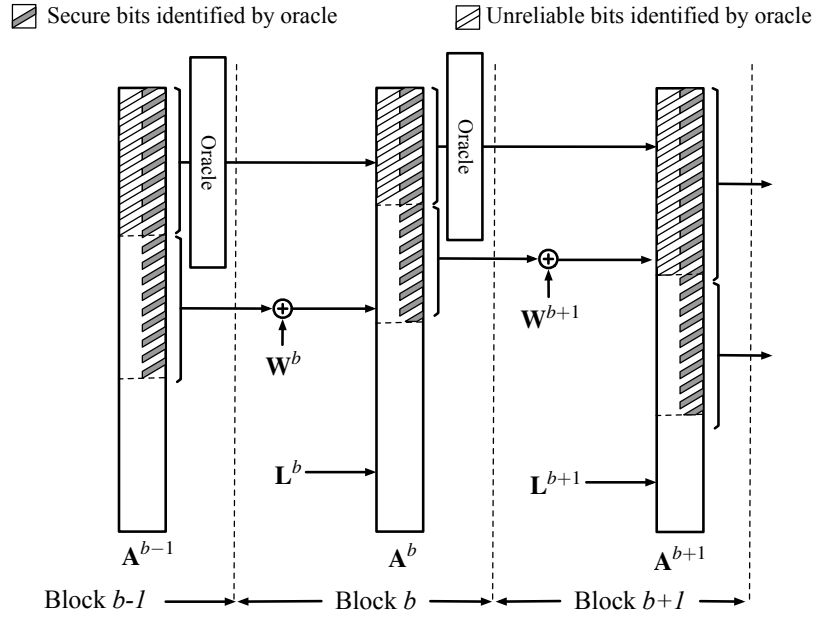 Secure bits identified by oracle
Unreliable bits identified by oracle
Oracle
Oracle
W^b
W^{b+1}
L^b
L^{b+1}
A^{b−1}
A^b
A^{b+1}
Block b-1
Block b
Block b+1